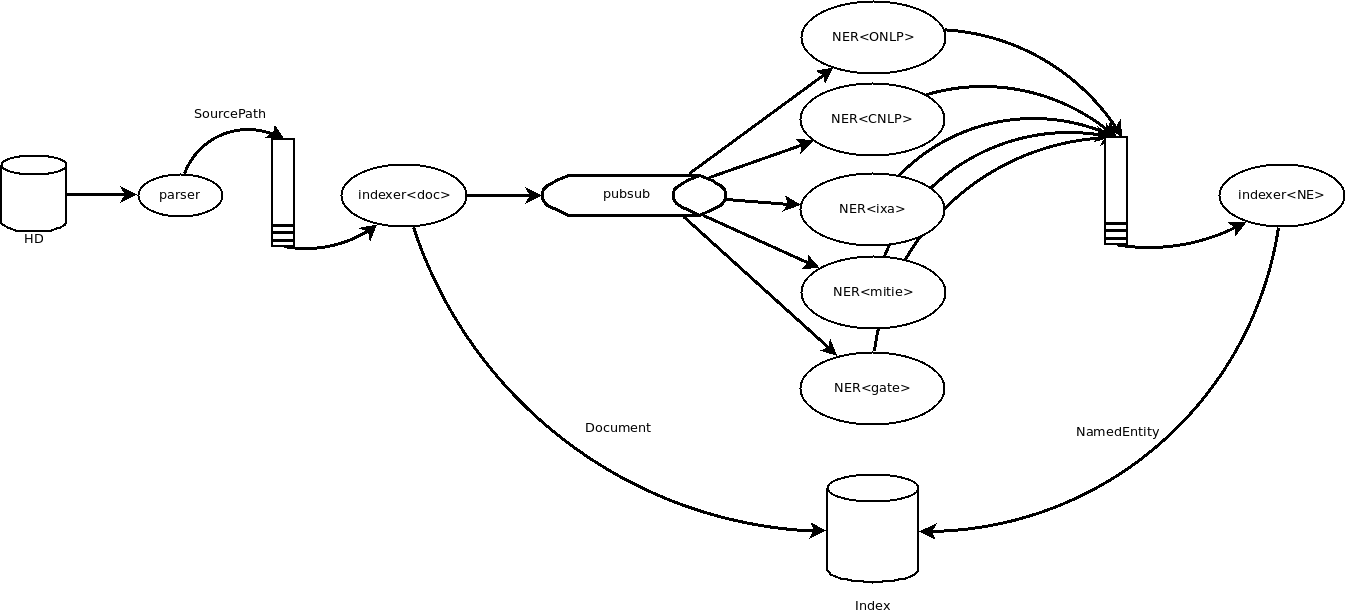 NER<ONLP>
SourcePath
NER<CNLP>
HD
parser
indexer<doc>
pubsub
NER<ixa>
indexer<NE>
NER<mitie>
NER<gate>
Document
NamedEntity
Index